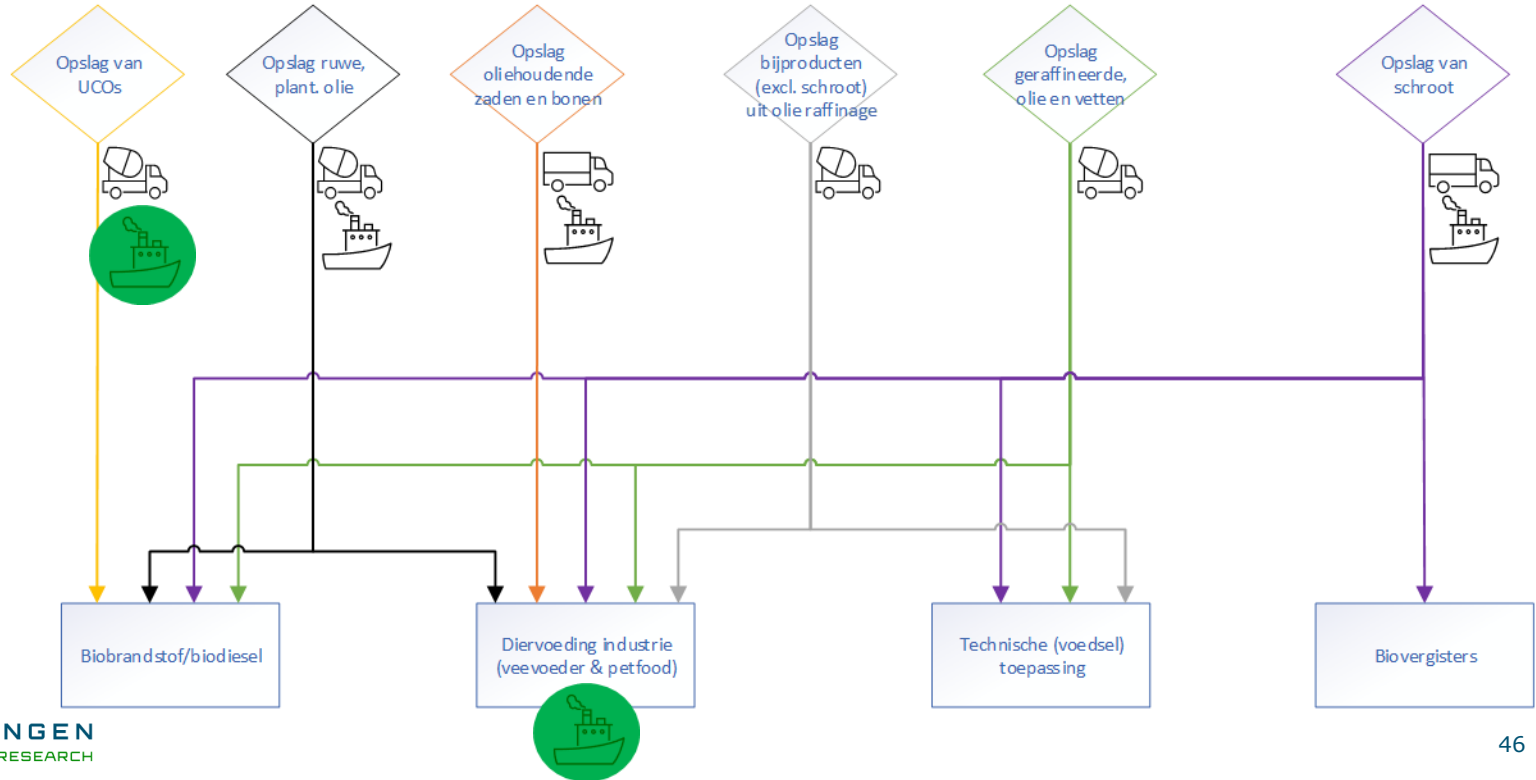 Opslag van
UCOs
Opslag ruwe,
plant. olie
Opslag
oliehoudende
zaden en bonen
Opslag
bijproducten
(excl. schroot)
uit olie raffinage
Opslag
geraffineerde,
olie en vetten
Opslag van
schroot
Biobrandstof/biodiesel
Diervoeding industrie
(veevoeder & petfood)
Technische (voedsel)
toepassing
Biovergisters
NGEN
RESEARCH
46